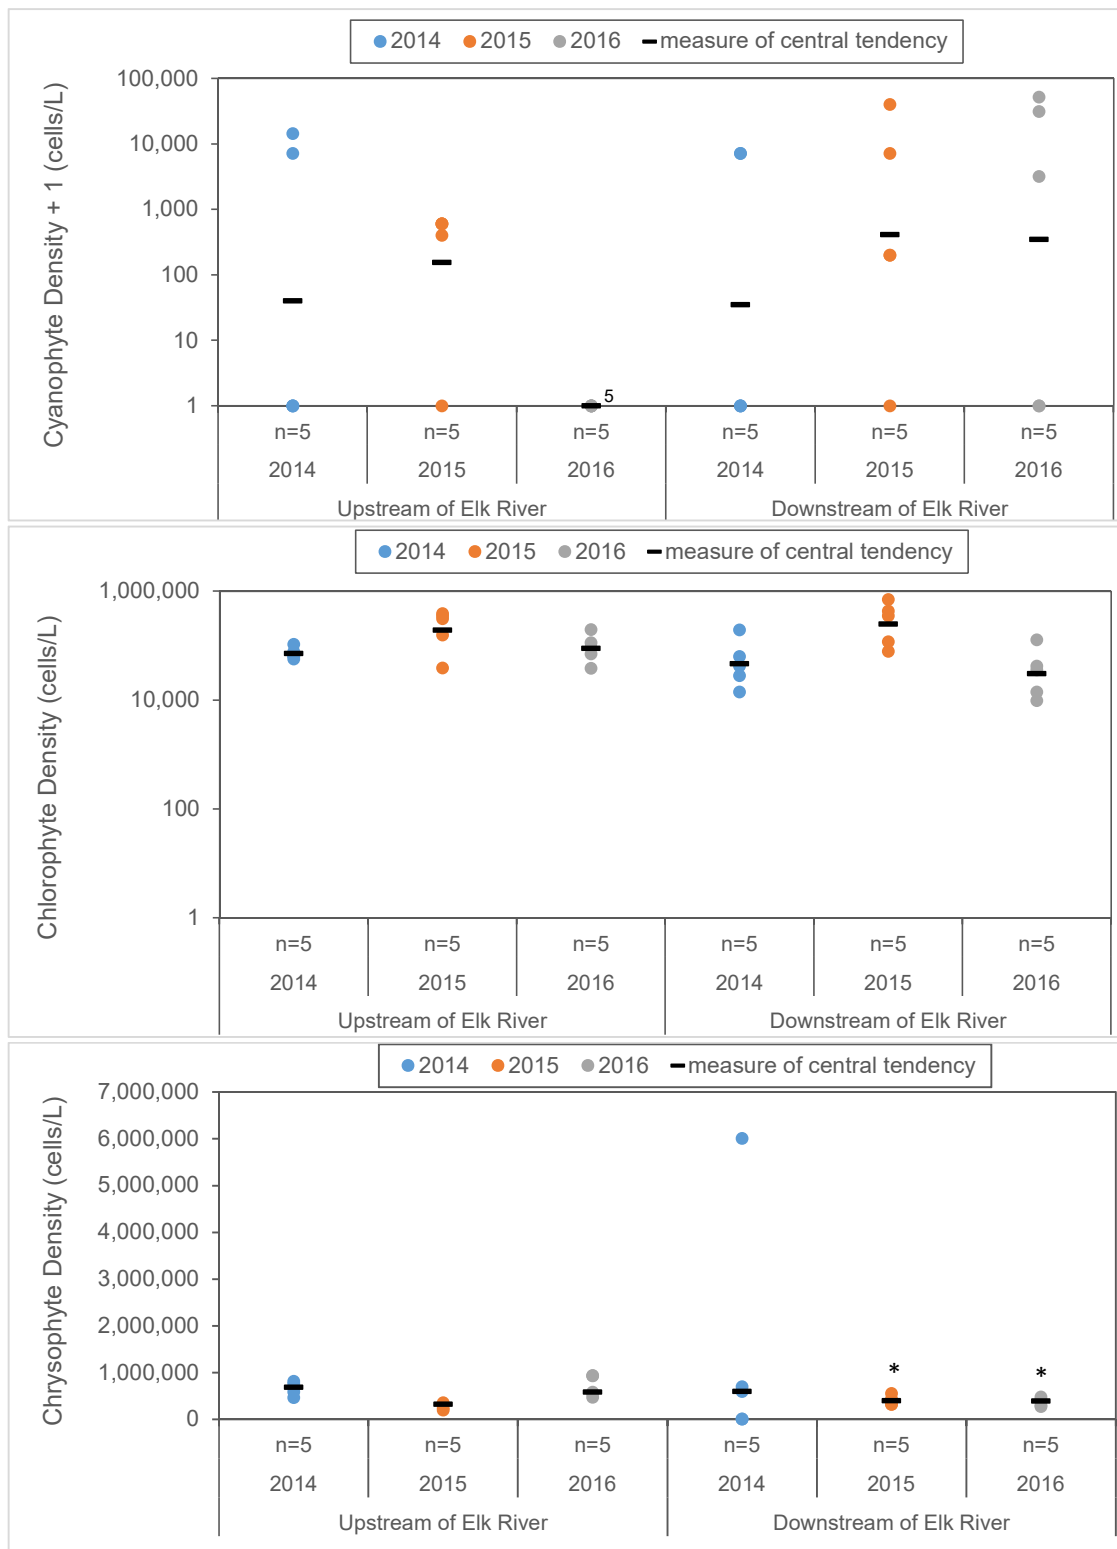 2014 2015 2016 measure of central tendency
Cyanophyte Density + 1 (cells/L)
100,000
10,000
1,000
100
10
1
5
n=5 n=5 n=5 n=5 n=5 n=5
2014 2015 2016 2014 2015 2016
Upstream of Elk River Downstream of Elk River
2014 2015 2016 measure of central tendency
Chlorophyte Density (cells/L)
1,000,000
10,000
100
1
n=5 n=5 n=5 n=5 n=5 n=5
2014 2015 2016 2014 2015 2016
Upstream of Elk River Downstream of Elk River
2014 2015 2016 measure of central tendency
Chrysophyte Density (cells/L)
7,000,000
6,000,000
5,000,000
4,000,000
3,000,000
2,000,000
1,000,000
0
* *
n=5 n=5 n=5 n=5 n=5 n=5
2014 2015 2016 2014 2015 2016
Upstream of Elk River Downstream of Elk River